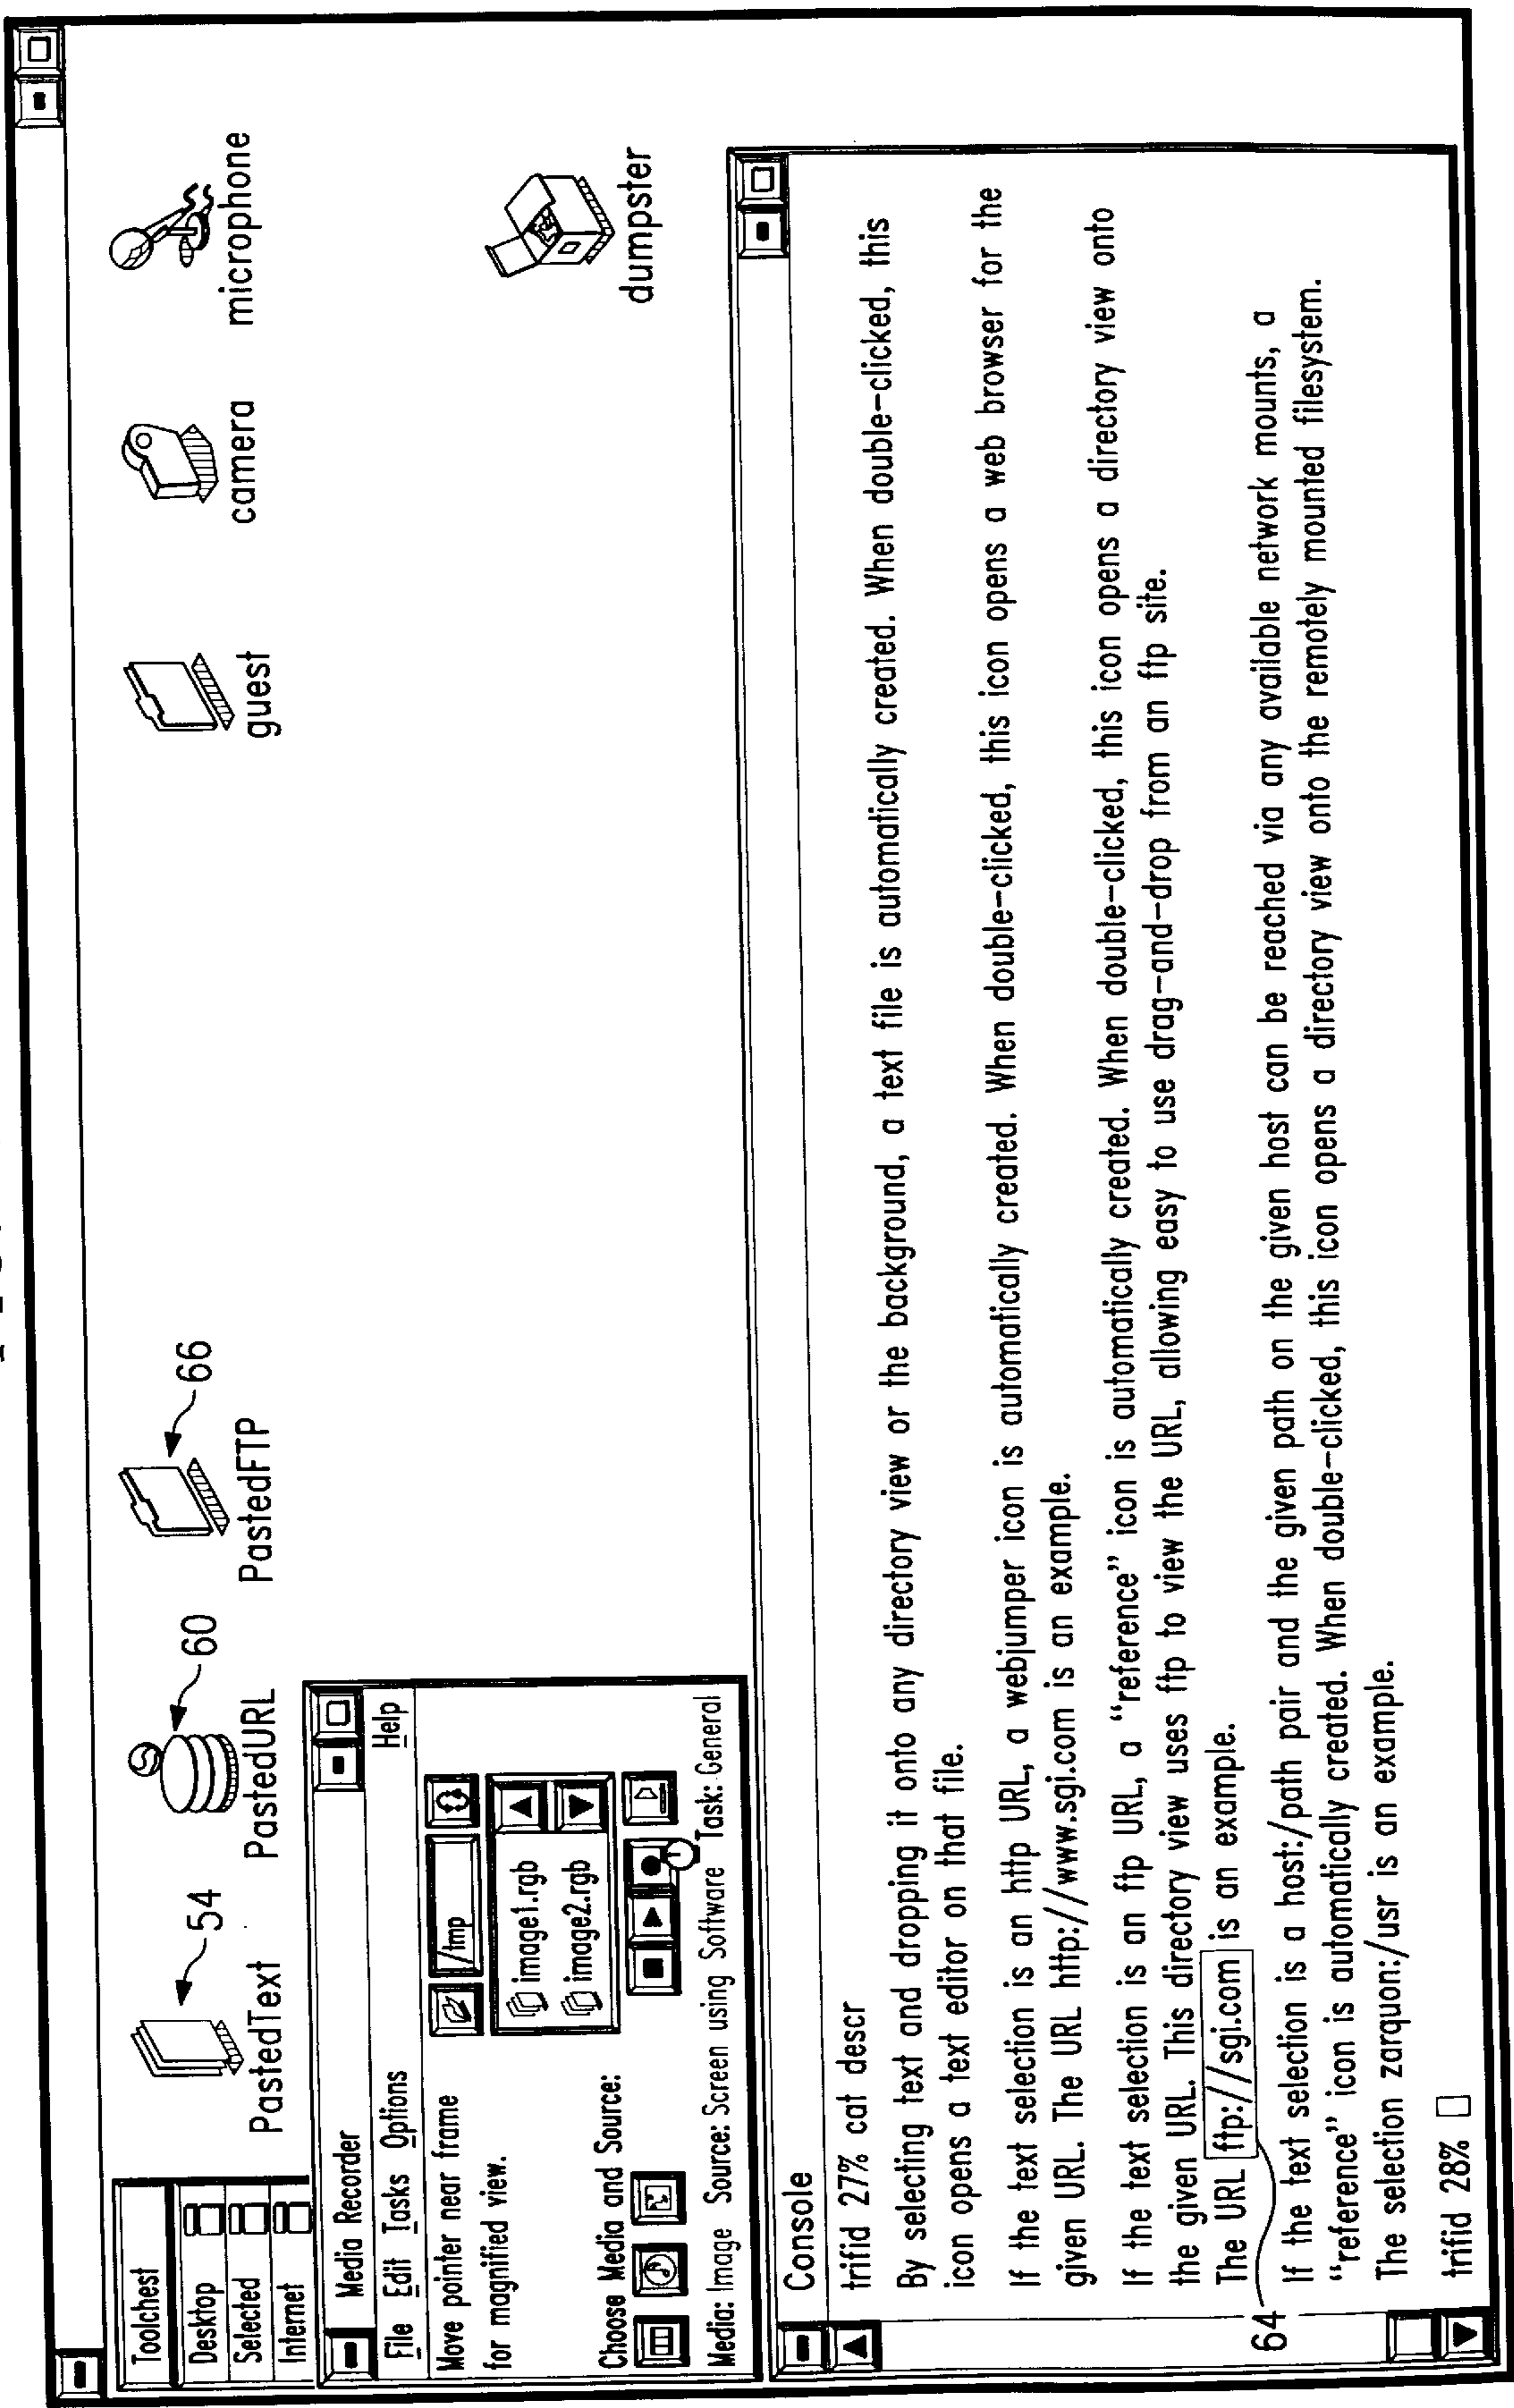 54
60
66
PastedText
PastedURL
PastedFTP
guest
camera
microphone
dumpster
Toolchest
Desktop
Selected
Internet
Media Recorder
File Edit Tasks Options Help
Move pointer near frame
for magnified view.
/tmp
image1.rgb
image2.rgb
Choose Media and Source:
Media: Image Source: Screen using Software Task: General
Console
trifid 27% cat descr
By selecting text and dropping it onto any directory view or the background, a text file is automatically created. When double-clicked, this
icon opens a text editor on that file.
If the text selection is an http URL, a webjumper icon is automatically created. When double-clicked, this icon opens a web browser for the
given URL. The URL http://www.sgi.com is an example.
If the text selection is an ftp URL, a "reference" icon is automatically created. When double-clicked, this icon opens a directory view onto
the given URL. This directory view uses ftp to view the URL, allowing easy to use drag-and-drop from an ftp site.
The URL ftp://sgi.com is an example.
64
If the text selection is a host:/path pair and the given path on the given host can be reached via any available network mounts, a
"reference" icon is automatically created. When double-clicked, this icon opens a directory view onto the remotely mounted filesystem.
The selection zarquon:/usr is an example.
trifid 28%